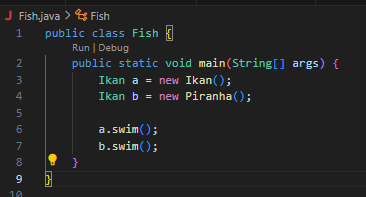 Fish.java > Fish
1 public class Fish {
Run | Debug
2     public static void main(String[] args) {
3         Ikan a = new Ikan();
4         Ikan b = new Piranha();
5
6         a.swim();
7         b.swim();
8     }
9 }
10